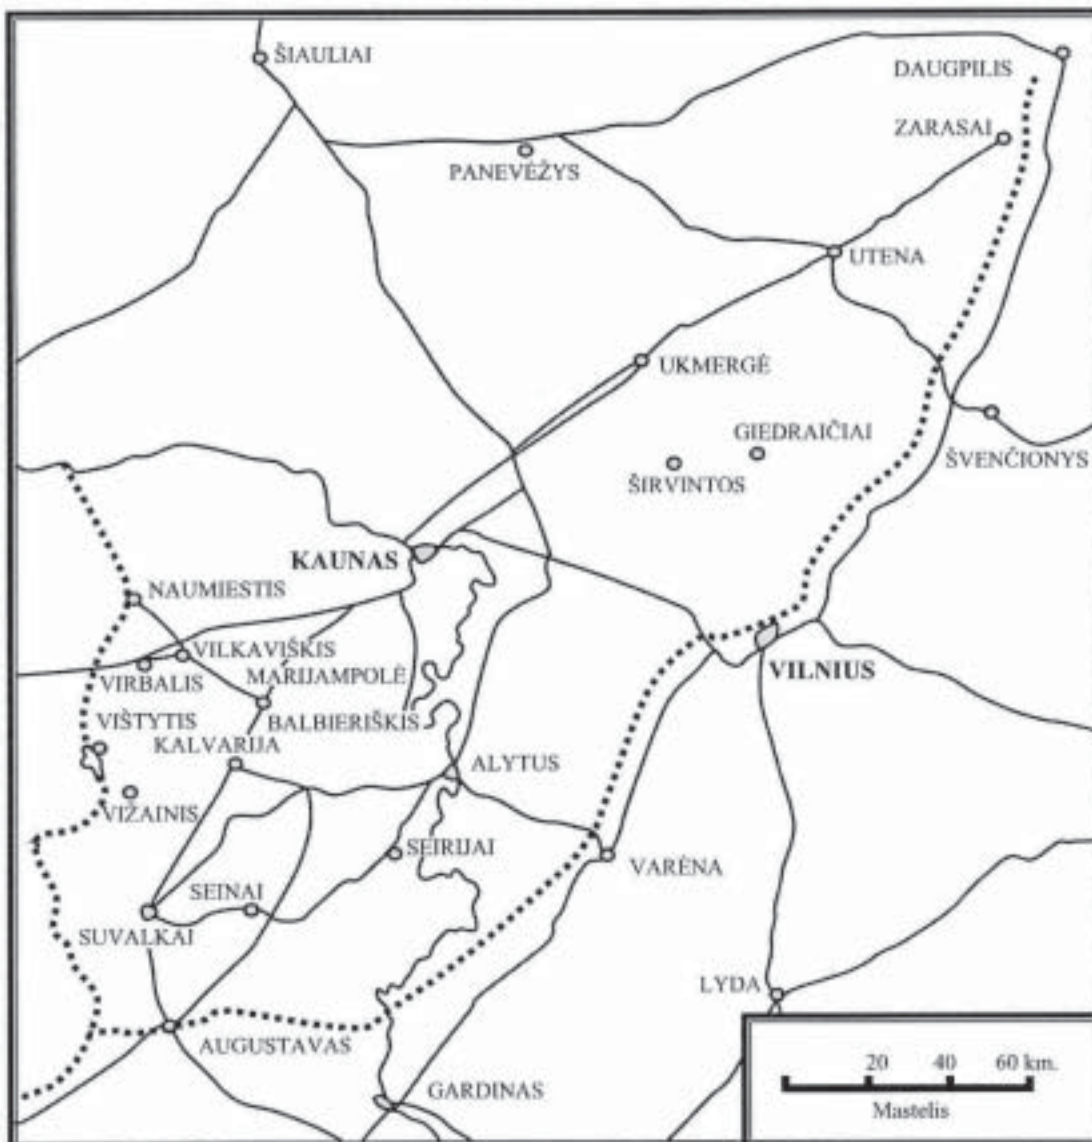 ŠIAULIAI
DAUGPILIS
ZARASAI
PANEVĖŽYS
UTENA
UKMERGĖ
GIEDRAIČIAI
ŠIRVINTOS
ŠVENČIONYS
KAUNAS
NAUMIESTIS
VILKAVIŠKIS
VIRBALIS
MARIJAMPOLĖ
VILNIUS
VIŠTYTIS
BALBIERIŠKIS
KALVARIJA
ALYTUS
VIŽAINIS
SEIRIJAI
VARĖNA
SEINAI
SUVALKAI
LYDA
AUGUSTAVAS
GARDINAS
20 40 60 km.
Mastelis